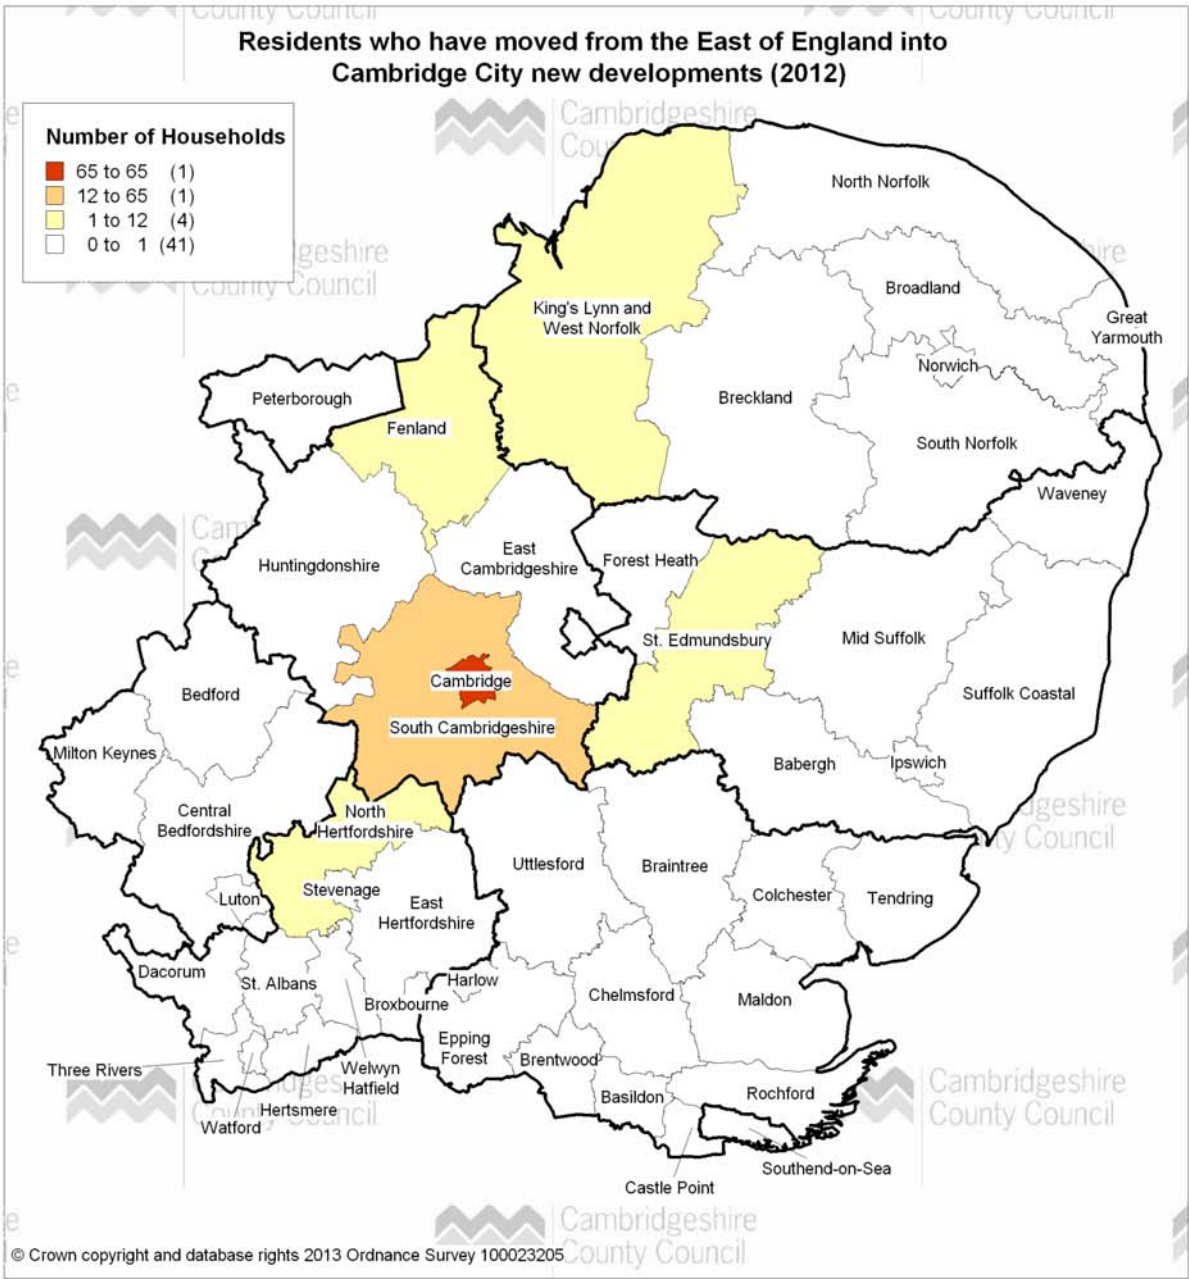 Residents who have moved from the East of England into
Cambridge City new developments (2012)
Number of Households
65 to 65 (1)
12 to 65 (1)
1 to 12 (4)
0 to 1 (41)
Cambridgeshire
County Council
North Norfolk
Broadland
Great
Yarmouth
King's Lynn and
West Norfolk
Norwich
Breckland
Peterborough
Fenland
South Norfolk
Waveney
Huntingdonshire
East
Cambridgeshire
Forest Heath
St. Edmundsbury
Mid Suffolk
Bedford
Cambridge
Suffolk Coastal
South Cambridgeshire
Milton Keynes
Babergh
Ipswich
Central
Bedfordshire
North
Hertfordshire
Uttlesford
Braintree
Stevenage
Luton
Colchester
Tendring
East
Hertfordshire
Dacorum
St. Albans
Harlow
Broxbourne
Chelmsford
Maldon
Epping
Forest
Brentwood
Three Rivers
Welwyn
Hatfield
Basildon
Rochford
Hertsmere
Watford
Cambridgeshire
County Council
Southend-on-Sea
Castle Point
Cambridgeshire
County Council
© Crown copyright and database rights 2013 Ordnance Survey 100023205